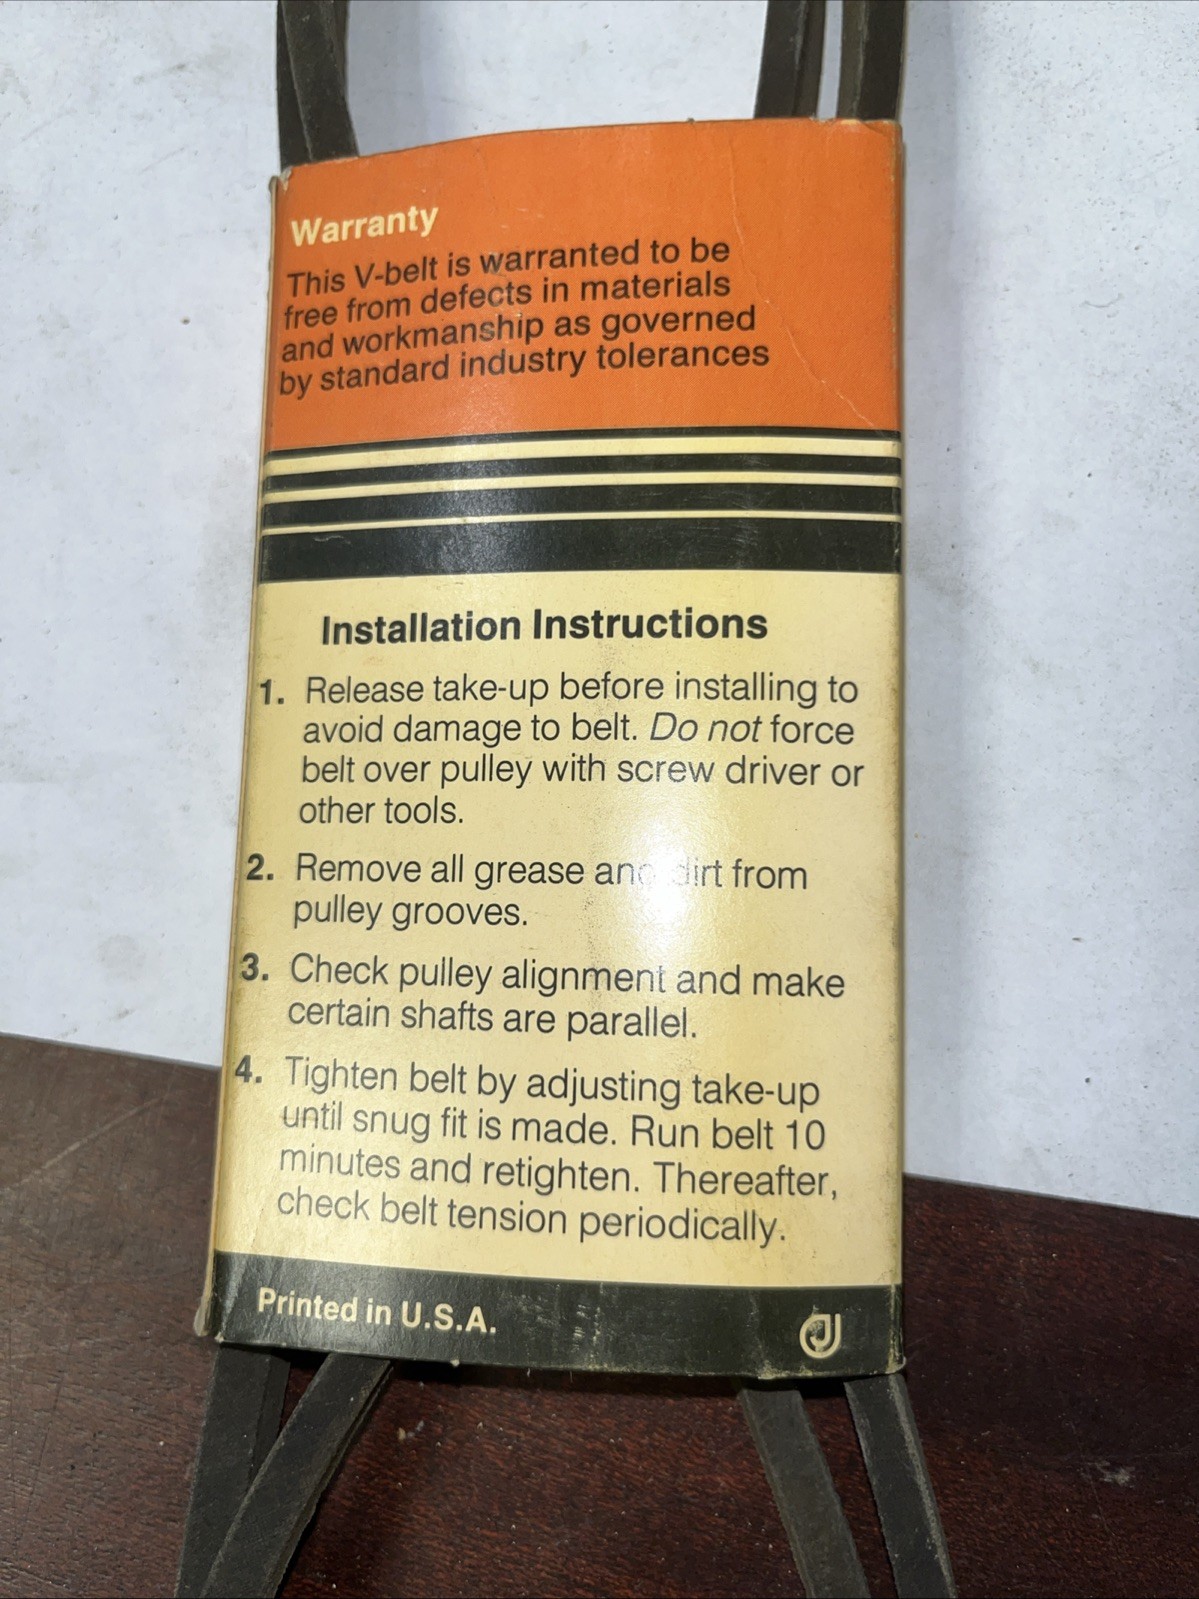 Warranty
This V-belt is warranted to be
free from defects in materials
and workmanship as governed
by standard industry tolerances
Installation Instructions
1. Release take-up before installing to
avoid damage to belt. Do not force
belt over pulley with screw driver or
other tools.
2. Remove all grease and dirt from
pulley grooves.
3. Check pulley alignment and make
certain shafts are parallel.
4. Tighten belt by adjusting take-up
until snug fit is made. Run belt 10
minutes and retighten. Thereafter,
check belt tension periodically.
Printed in U.S.A.